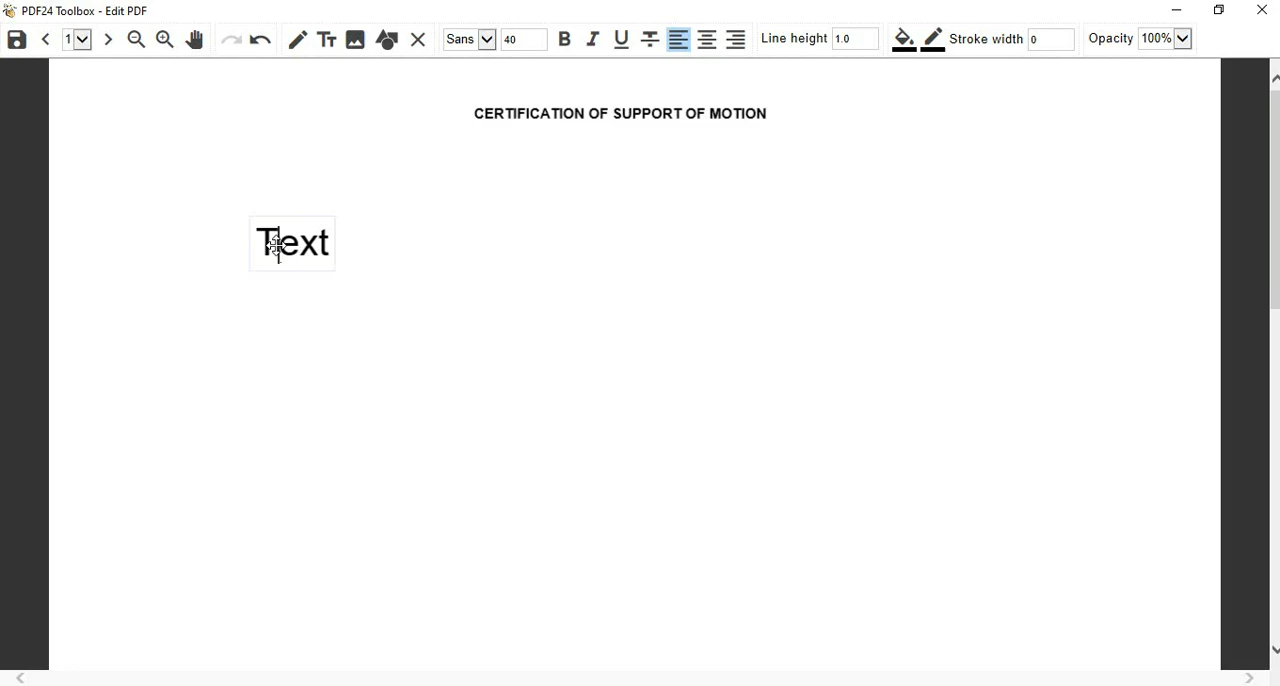 PDF24 Toolbox - Edit PDF
1 Sans 40 B I U T Line height 1.0 Stroke width 0 Opacity 100%
CERTIFICATION OF SUPPORT OF MOTION
Text